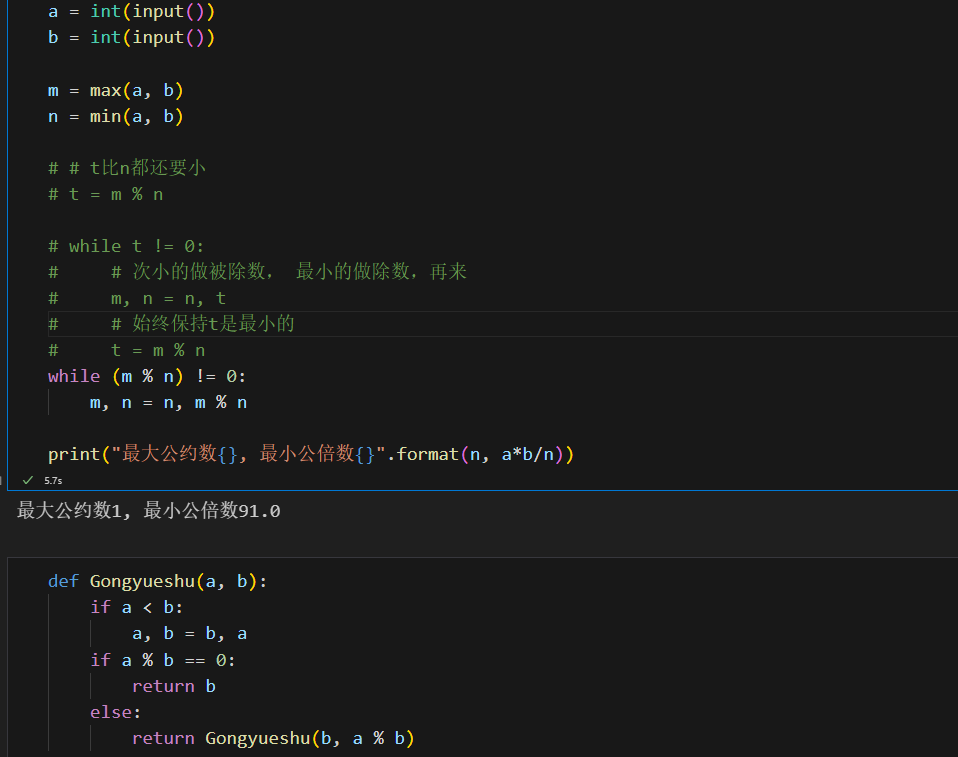 a = int(input())
b = int(input())
m = max(a, b)
n = min(a, b)
# # t比n都还要小
# t = m % n
# while t != 0:
#     # 次小的做被除数， 最小的做除数，再来
#     m, n = n, t
#     # 始终保持t是最小的
#     t = m % n
while (m % n) != 0:
    m, n = n, m % n
print("最大公约数{}, 最小公倍数{}".format(n, a*b/n))
✓ 5.7s
最大公约数1, 最小公倍数91.0
def Gongyueshu(a, b):
    if a < b:
        a, b = b, a
    if a % b == 0:
        return b
    else:
        return Gongyueshu(b, a % b)